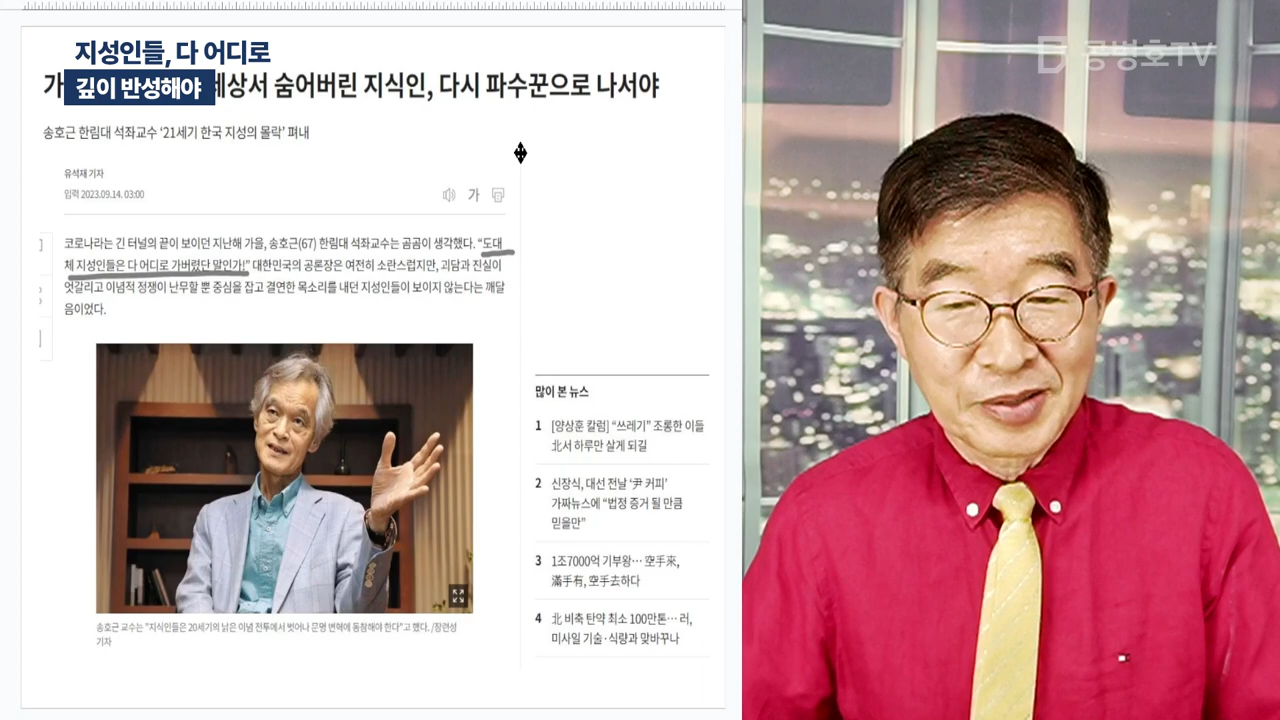 지성인들, 다 어디로
깊이 반성해야
가
세상서 숨어버린 지식인, 다시 파수꾼으로 나서야
송호근 한림대 석좌교수 ‘21세기 한국 지성의 몰락’ 펴내
유석재 기자
입력 2023.09.14. 03:00
가
코로나라는 긴 터널의 끝이 보이던 지난해 가을, 송호근(67) 한림대 석좌교수는 곰곰이 생각했다. “도대
체 지성인들은 다 어디로 가버렸단 말인가!” 대한민국의 공론장은 여전히 소란스럽지만, 괴담과 진실이
엇갈리고 이념적 정쟁이 난무할 뿐 중심을 잡고 결연한 목소리를 내던 지성인들이 보이지 않는다는 깨달
음이었다.
송호근 교수는 "지식인들은 20세기의 낡은 이념 전투에서 벗어나 문명 변혁에 동참해야 한다"고 했다. /장련성
기자
많이 본 뉴스
1 [양상훈 칼럼] “쓰레기” 조롱한 이들
北서 하루만 살게 되길
2 신장식, 대선 전날 ‘尹 커피’
가짜뉴스에 “법정 증거 될 만큼
믿을만”
3 1조7000억 기부왕… 空手來,
滿手有, 空手去하다
4 北 비축 탄약 최소 100만톤… 러,
미사일 기술·식량과 맞바꾸나
공병호TV